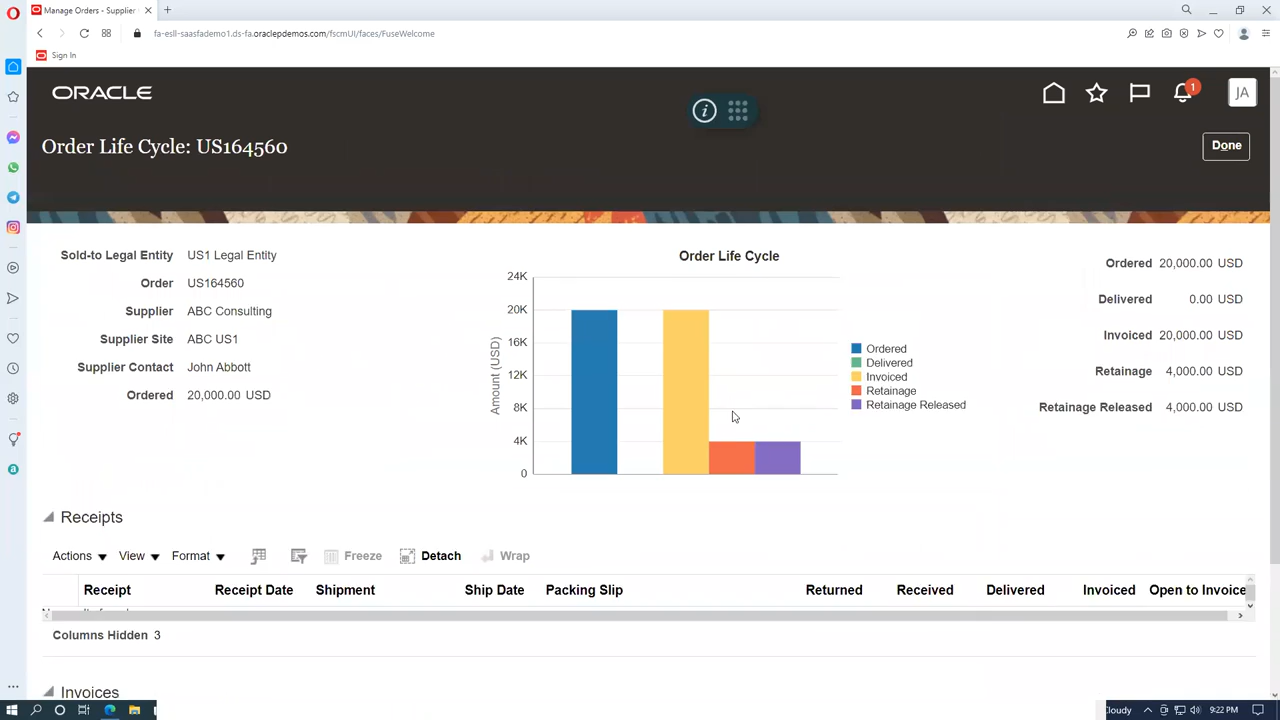 Manage Orders - Supplier
fa-esll-saasfademo1.ds-fa.oraclepdemos.com/fscmUI/faces/FuseWelcome
Sign In
ORACLE
1
JA
Order Life Cycle: US164560
Done
Sold-to Legal Entity US1 Legal Entity
Order US164560
Supplier ABC Consulting
Supplier Site ABC US1
Supplier Contact John Abbott
Ordered 20,000.00 USD
Order Life Cycle
24K
20K
16K
12K
8K
4K
0
Amount (USD)
Ordered
Delivered
Invoiced
Retainage
Retainage Released
Ordered 20,000.00 USD
Delivered 0.00 USD
Invoiced 20,000.00 USD
Retainage 4,000.00 USD
Retainage Released 4,000.00 USD
Receipts
Actions View Format Freeze Detach Wrap
Receipt Receipt Date Shipment Ship Date Packing Slip Returned Received Delivered Invoiced Open to Invoice
Columns Hidden 3
Invoices
Cloudy 9:22 PM